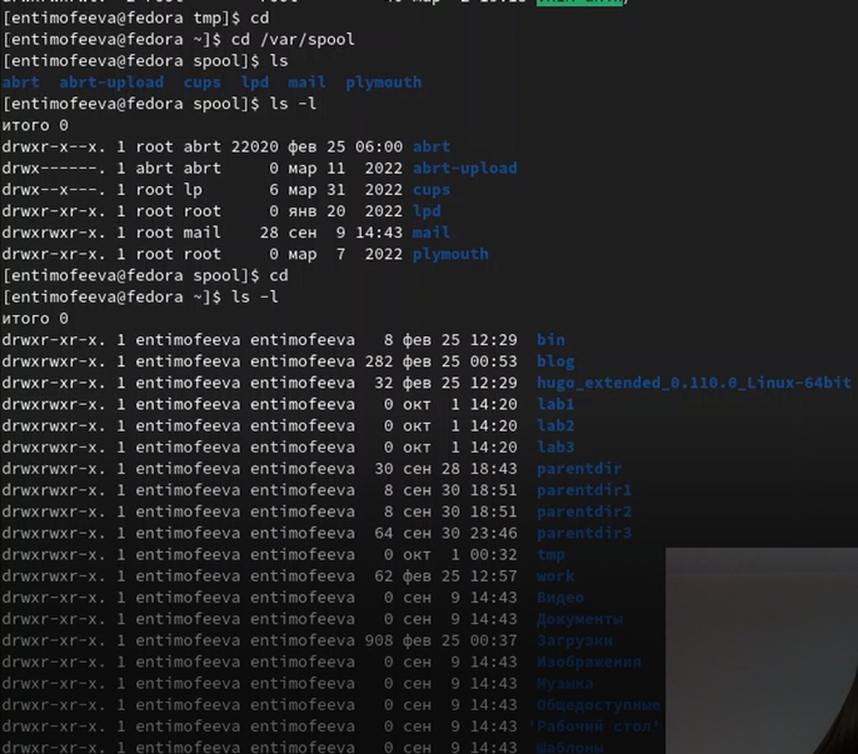 [entimofeeva@fedora tmp]$ cd
[entimofeeva@fedora ~]$ cd /var/spool
[entimofeeva@fedora spool]$ ls
abrt  abrt-upload  cups  lpd  mail  plymouth
[entimofeeva@fedora spool]$ ls -l
итого 0
drwxr-x--x. 1 root abrt 22020 фев 25 06:00 abrt
drwx------. 1 abrt abrt     0 мар 11  2022 abrt-upload
drwx--x---. 1 root lp       6 мар 31  2022 cups
drwxr-xr-x. 1 root root     0 янв 20  2022 lpd
drwxrwxr-x. 1 root mail    28 сен  9 14:43 mail
drwxr-xr-x. 1 root root     0 мар  7  2022 plymouth
[entimofeeva@fedora spool]$ cd
[entimofeeva@fedora ~]$ ls -l
итого 0
drwxr-xr-x. 1 entimofeeva entimofeeva   8 фев 25 12:29  bin
drwxrwxr-x. 1 entimofeeva entimofeeva 282 фев 25 00:53  blog
drwxrwxr-x. 1 entimofeeva entimofeeva  32 фев 25 12:29  hugo_extended_0.110.0_Linux-64bit
drwxrwxr-x. 1 entimofeeva entimofeeva   0 окт  1 14:20  lab1
drwxrwxr-x. 1 entimofeeva entimofeeva   0 окт  1 14:20  lab2
drwxrwxr-x. 1 entimofeeva entimofeeva   0 окт  1 14:20  lab3
drwxrwxr-x. 1 entimofeeva entimofeeva  30 сен 28 18:43  parentdir
drwxrwxr-x. 1 entimofeeva entimofeeva   8 сен 30 18:51  parentdir1
drwxrwxr-x. 1 entimofeeva entimofeeva   8 сен 30 18:51  parentdir2
drwxrwxr-x. 1 entimofeeva entimofeeva  64 сен 30 23:46  parentdir3
drwxrwxr-x. 1 entimofeeva entimofeeva   0 окт  1 00:32  tmp
drwxrwxr-x. 1 entimofeeva entimofeeva  62 фев 25 12:57  work
drwxr-xr-x. 1 entimofeeva entimofeeva   0 сен  9 14:43  Видео
drwxr-xr-x. 1 entimofeeva entimofeeva   0 сен  9 14:43  Документы
drwxr-xr-x. 1 entimofeeva entimofeeva 908 фев 25 00:37  Загрузки
drwxr-xr-x. 1 entimofeeva entimofeeva   0 сен  9 14:43  Изображения
drwxr-xr-x. 1 entimofeeva entimofeeva   0 сен  9 14:43  Музыка
drwxr-xr-x. 1 entimofeeva entimofeeva   0 сен  9 14:43  Общедоступные
drwxr-xr-x. 1 entimofeeva entimofeeva   0 сен  9 14:43 'Рабочий стол'
drwxr-xr-x. 1 entimofeeva entimofeeva   0 сен  9 14:43  Шаблоны